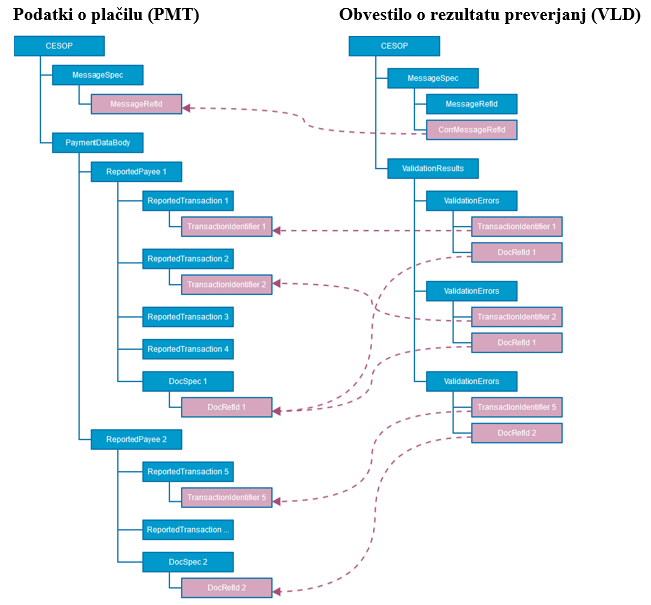 Podatki o plačilu (PMT)
CESOP
MessageSpec
MessageRefId
PaymentDataBody
ReportedPayee 1
ReportedTransaction 1
TransactionIdentifier 1
ReportedTransaction 2
TransactionIdentifier 2
ReportedTransaction 3
ReportedTransaction 4
DocSpec 1
DocRefId 1
ReportedPayee 2
ReportedTransaction 5
TransactionIdentifier 5
ReportedTransaction ...
DocSpec 2
DocRefId 2
Obvestilo o rezultatu preverjanj (VLD)
CESOP
MessageSpec
MessageRefId
CorrMessageRefId
ValidationResults
ValidationErrors
TransactionIdentifier 1
DocRefId 1
ValidationErrors
TransactionIdentifier 2
DocRefId 1
ValidationErrors
TransactionIdentifier 5
DocRefId 2